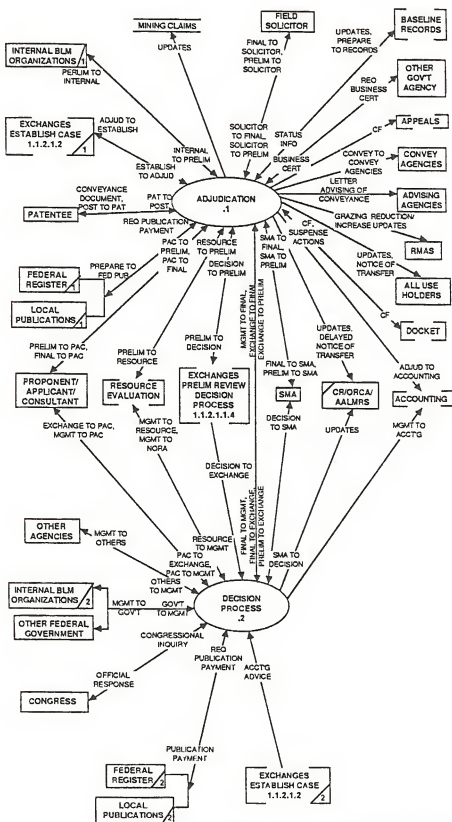 MINING CLAIMS
FIELD
SOLICITOR
BASELINE
RECORDS
INTERNAL BLM
ORGANIZATIONS
1
UPDATES
FINAL TO
SOLICITOR,
PRELIM TO
SOLICITOR
UPDATES,
PREPARE
TO RECORDS
PERLIM TO
INTERNAL
REQ
BUSINESS
CERT
OTHER
GOV'T
AGENCY
EXCHANGES
ESTABLISH CASE
1.1.2.1.2
1
ADJUD TO
ESTABLISH
SOLICITOR
TO FINAL,
SOLICITOR
TO PRELIM
STATUS
INFO
BUSINESS
CERT
CF
APPEALS
ESTABLISH
TO ADJUD
INTERNAL
TO PRELIM
CONVEY TO
CONVEY
AGENCIES
CONVEY
AGENCIES
CONVEYANCE
DOCUMENT,
POST TO PAT
PAT TO
POST
ADJUDICATION
.1
LETTER
ADVISING OF
CONVEYANCE
ADVISING
AGENCIES
PATENTEE
REQ PUBLICATION
PAYMENT
GRAZING REDUCTION/
INCREASE UPDATES
RMAS
FEDERAL
REGISTER
1
LOCAL
PUBLICATIONS
1
PREPARE TO
FED PUB
PAC TO
PRELIM,
PAC TO
FINAL
RESOURCE
TO PRELIM
DECISION
TO PRELIM
MGMT TO FINAL,
EXCHANGE TO FINAL,
EXCHANGE TO PRELIM
SMA TO
FINAL,
SMA TO
PRELIM
CF,
SUSPENSE
ACTIONS
UPDATES,
NOTICE OF
TRANSFER
ALL USE
HOLDERS
CF
DOCKET
PRELIM TO PAC,
FINAL TO PAC
PRELIM TO
RESOURCE
PRELIM TO
DECISION
UPDATES,
DELAYED
NOTICE OF
TRANSFER
PROPONENT/
APPLICANT/
CONSULTANT
RESOURCE
EVALUATION
EXCHANGES
PRELIM REVIEW
DECISION
PROCESS
1.1.2.1.1.4
FINAL TO SMA,
PRELIM TO SMA
SMA
CR/ORCA/
AALMRS
ADJUD TO
ACCOUNTING
ACCOUNTING
EXCHANGE TO PAC,
MGMT TO PAC
MGMT TO
RESOURCE,
MGMT TO
NORA
DECISION
TO SMA
UPDATES
MGMT TO
ACCT'G
DECISION TO
EXCHANGE
FINAL TO MGMT,
FINAL TO EXCHANGE,
PRELIM TO EXCHANGE
OTHER
AGENCIES
MGMT TO
OTHERS
RESOURCE
TO MGMT
PAC TO
EXCHANGE,
PAC TO MGMT
SMA TO
DECISION
OTHERS
TO MGMT
INTERNAL BLM
ORGANIZATIONS
2
OTHER FEDERAL
GOVERNMENT
MGMT TO
GOV'T
GOV'T
TO MGMT
DECISION
PROCESS
.2
CONGRESSIONAL
INQUIRY
REQ
PUBLICATION
PAYMENT
ACCT'G
ADVICE
OFFICIAL
RESPONSE
CONGRESS
PUBLICATION
PAYMENT
FEDERAL
REGISTER
2
LOCAL
PUBLICATIONS
2
EXCHANGES
ESTABLISH CASE
1.1.2.1.2
2